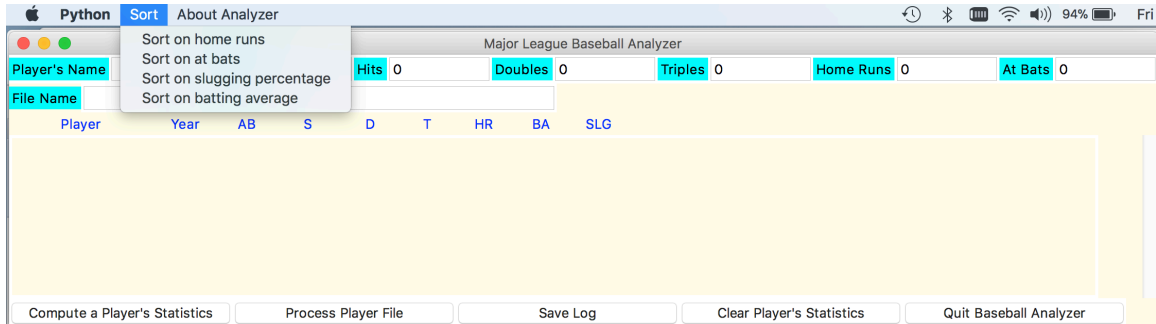 Python Sort About Analyzer 94% Fri
Sort on home runs
Sort on at bats
Sort on slugging percentage
Sort on batting average
Major League Baseball Analyzer
Player's Name Hits 0 Doubles 0 Triples 0 Home Runs 0 At Bats 0
File Name
Player Year AB S D T HR BA SLG
Compute a Player's Statistics Process Player File Save Log Clear Player's Statistics Quit Baseball Analyzer